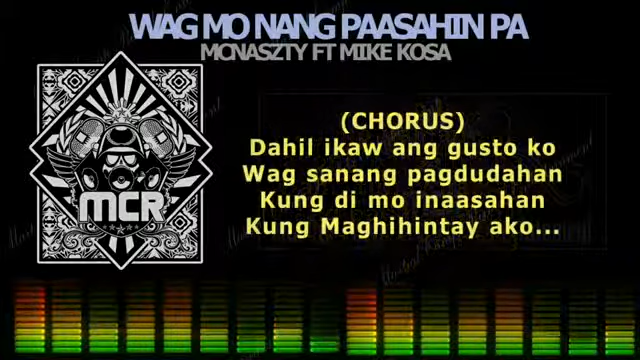 WAG MO NANG PAASAHIN PA
MCNASZTY FT MIKE KOSA
(CHORUS)
Dahil ikaw ang gusto ko
Wag sanang pagdudahan
Kung di mo inaasahan
Kung Maghihintay ako...
MCR